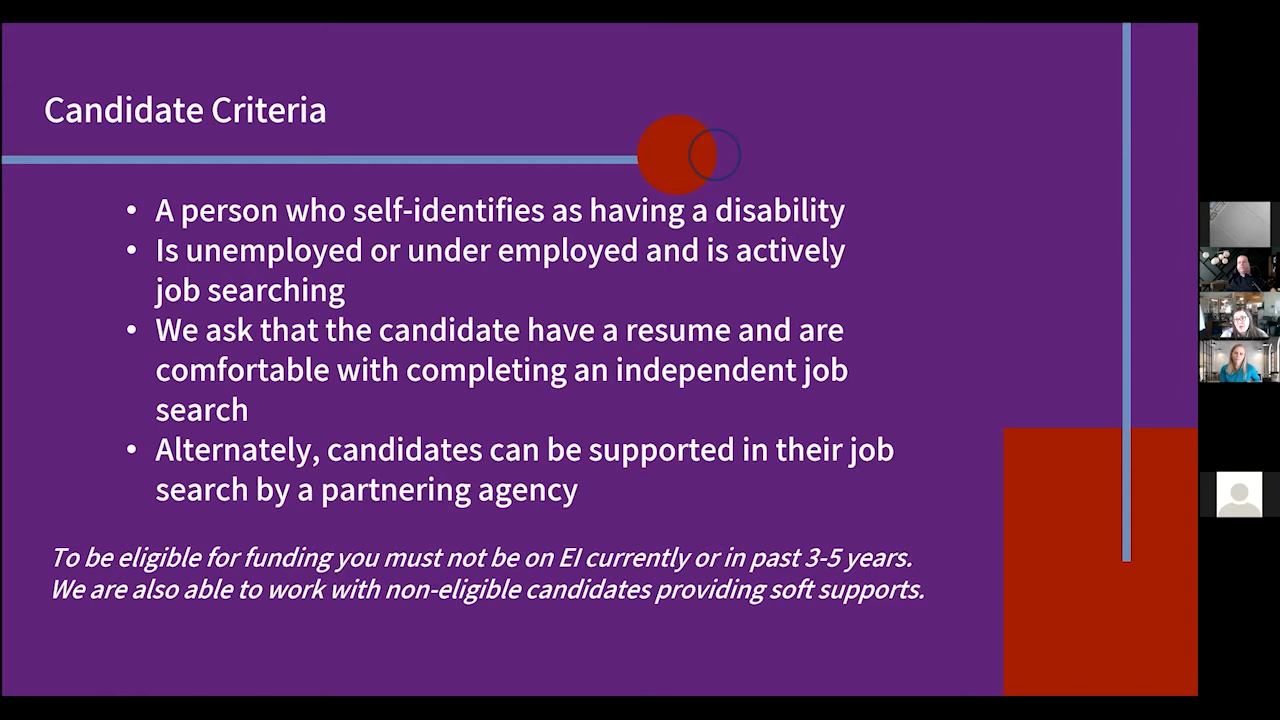 Candidate Criteria
• A person who self-identifies as having a disability
• Is unemployed or under employed and is actively
job searching
• We ask that the candidate have a resume and are
comfortable with completing an independent job
search
• Alternately, candidates can be supported in their job
search by a partnering agency
To be eligible for funding you must not be on EI currently or in past 3-5 years.
We are also able to work with non-eligible candidates providing soft supports.